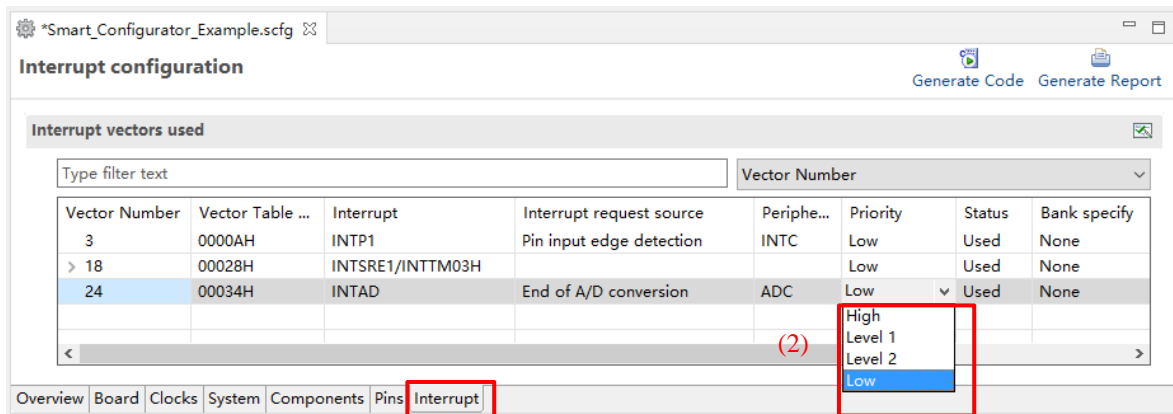 *Smart_Configurator_Example.scfg
Interrupt configuration
Generate Code Generate Report
Interrupt vectors used
Type filter text Vector Number
Vector Number Vector Table ... Interrupt Interrupt request source Periphe... Priority Status Bank specify
3 0000AH INTP1 Pin input edge detection INTC Low Used None
> 18 00028H INTSRE1/INTTM03H Low Used None
24 00034H INTAD End of A/D conversion ADC Low Used None
High
Level 1
(2) Level 2
Low
Overview Board Clocks System Components Pins Interrupt